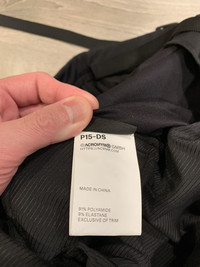 P15-DS
©ACRONYM® GMBH
MADE IN CHINA
91% POLYAMIDE
9% ELASTANE
EXCLUSIVE OF TRIM